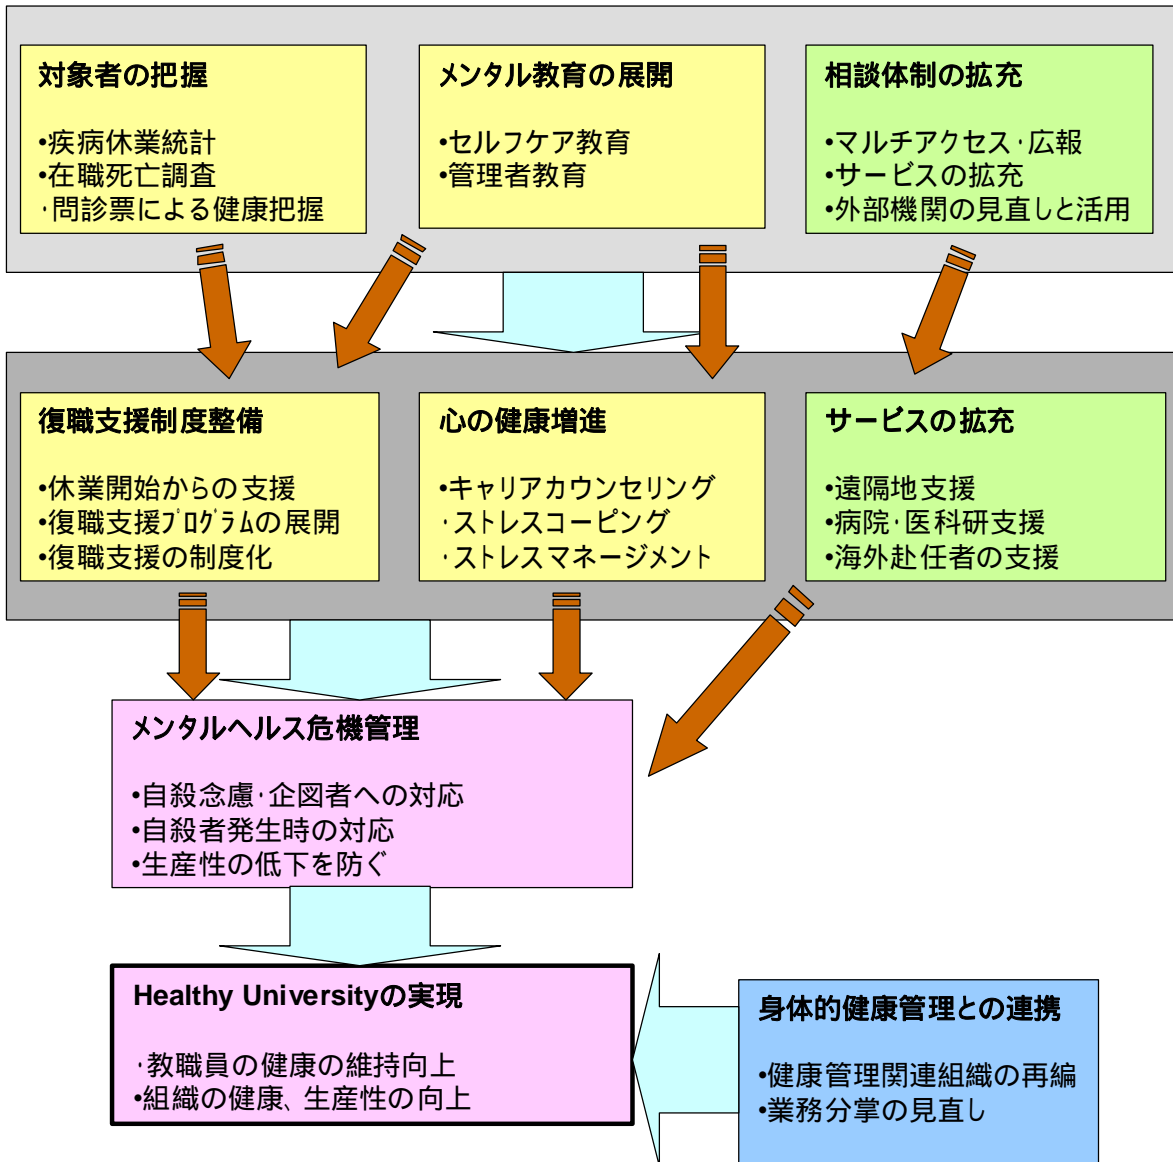 対象者の把握
•疾病休業統計
•在職死亡調査
･問診票による健康把握
メンタル教育の展開
•セルフケア教育
•管理者教育
相談体制の拡充
•マルチアクセス･広報
•サービスの拡充
•外部機関の見直しと活用
復職支援制度整備
•休業開始からの支援
•復職支援ﾌﾟﾛｸﾞﾗﾑの展開
•復職支援の制度化
心の健康増進
•キャリアカウンセリング
･ストレスコーピング
･ストレスマネージメント
サービスの拡充
•遠隔地支援
•病院･医科研支援
•海外赴任者の支援
メンタルヘルス危機管理
•自殺念慮･企図者への対応
•自殺者発生時の対応
•生産性の低下を防ぐ
Healthy Universityの実現
･教職員の健康の維持向上
•組織の健康、生産性の向上
身体的健康管理との連携
•健康管理関連組織の再編
•業務分掌の見直し